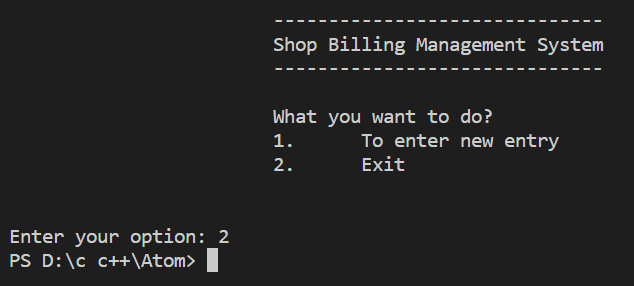 ------------------------------
Shop Billing Management System
------------------------------
What you want to do?
1.      To enter new entry
2.      Exit
Enter your option: 2
PS D:\c c++\Atom>